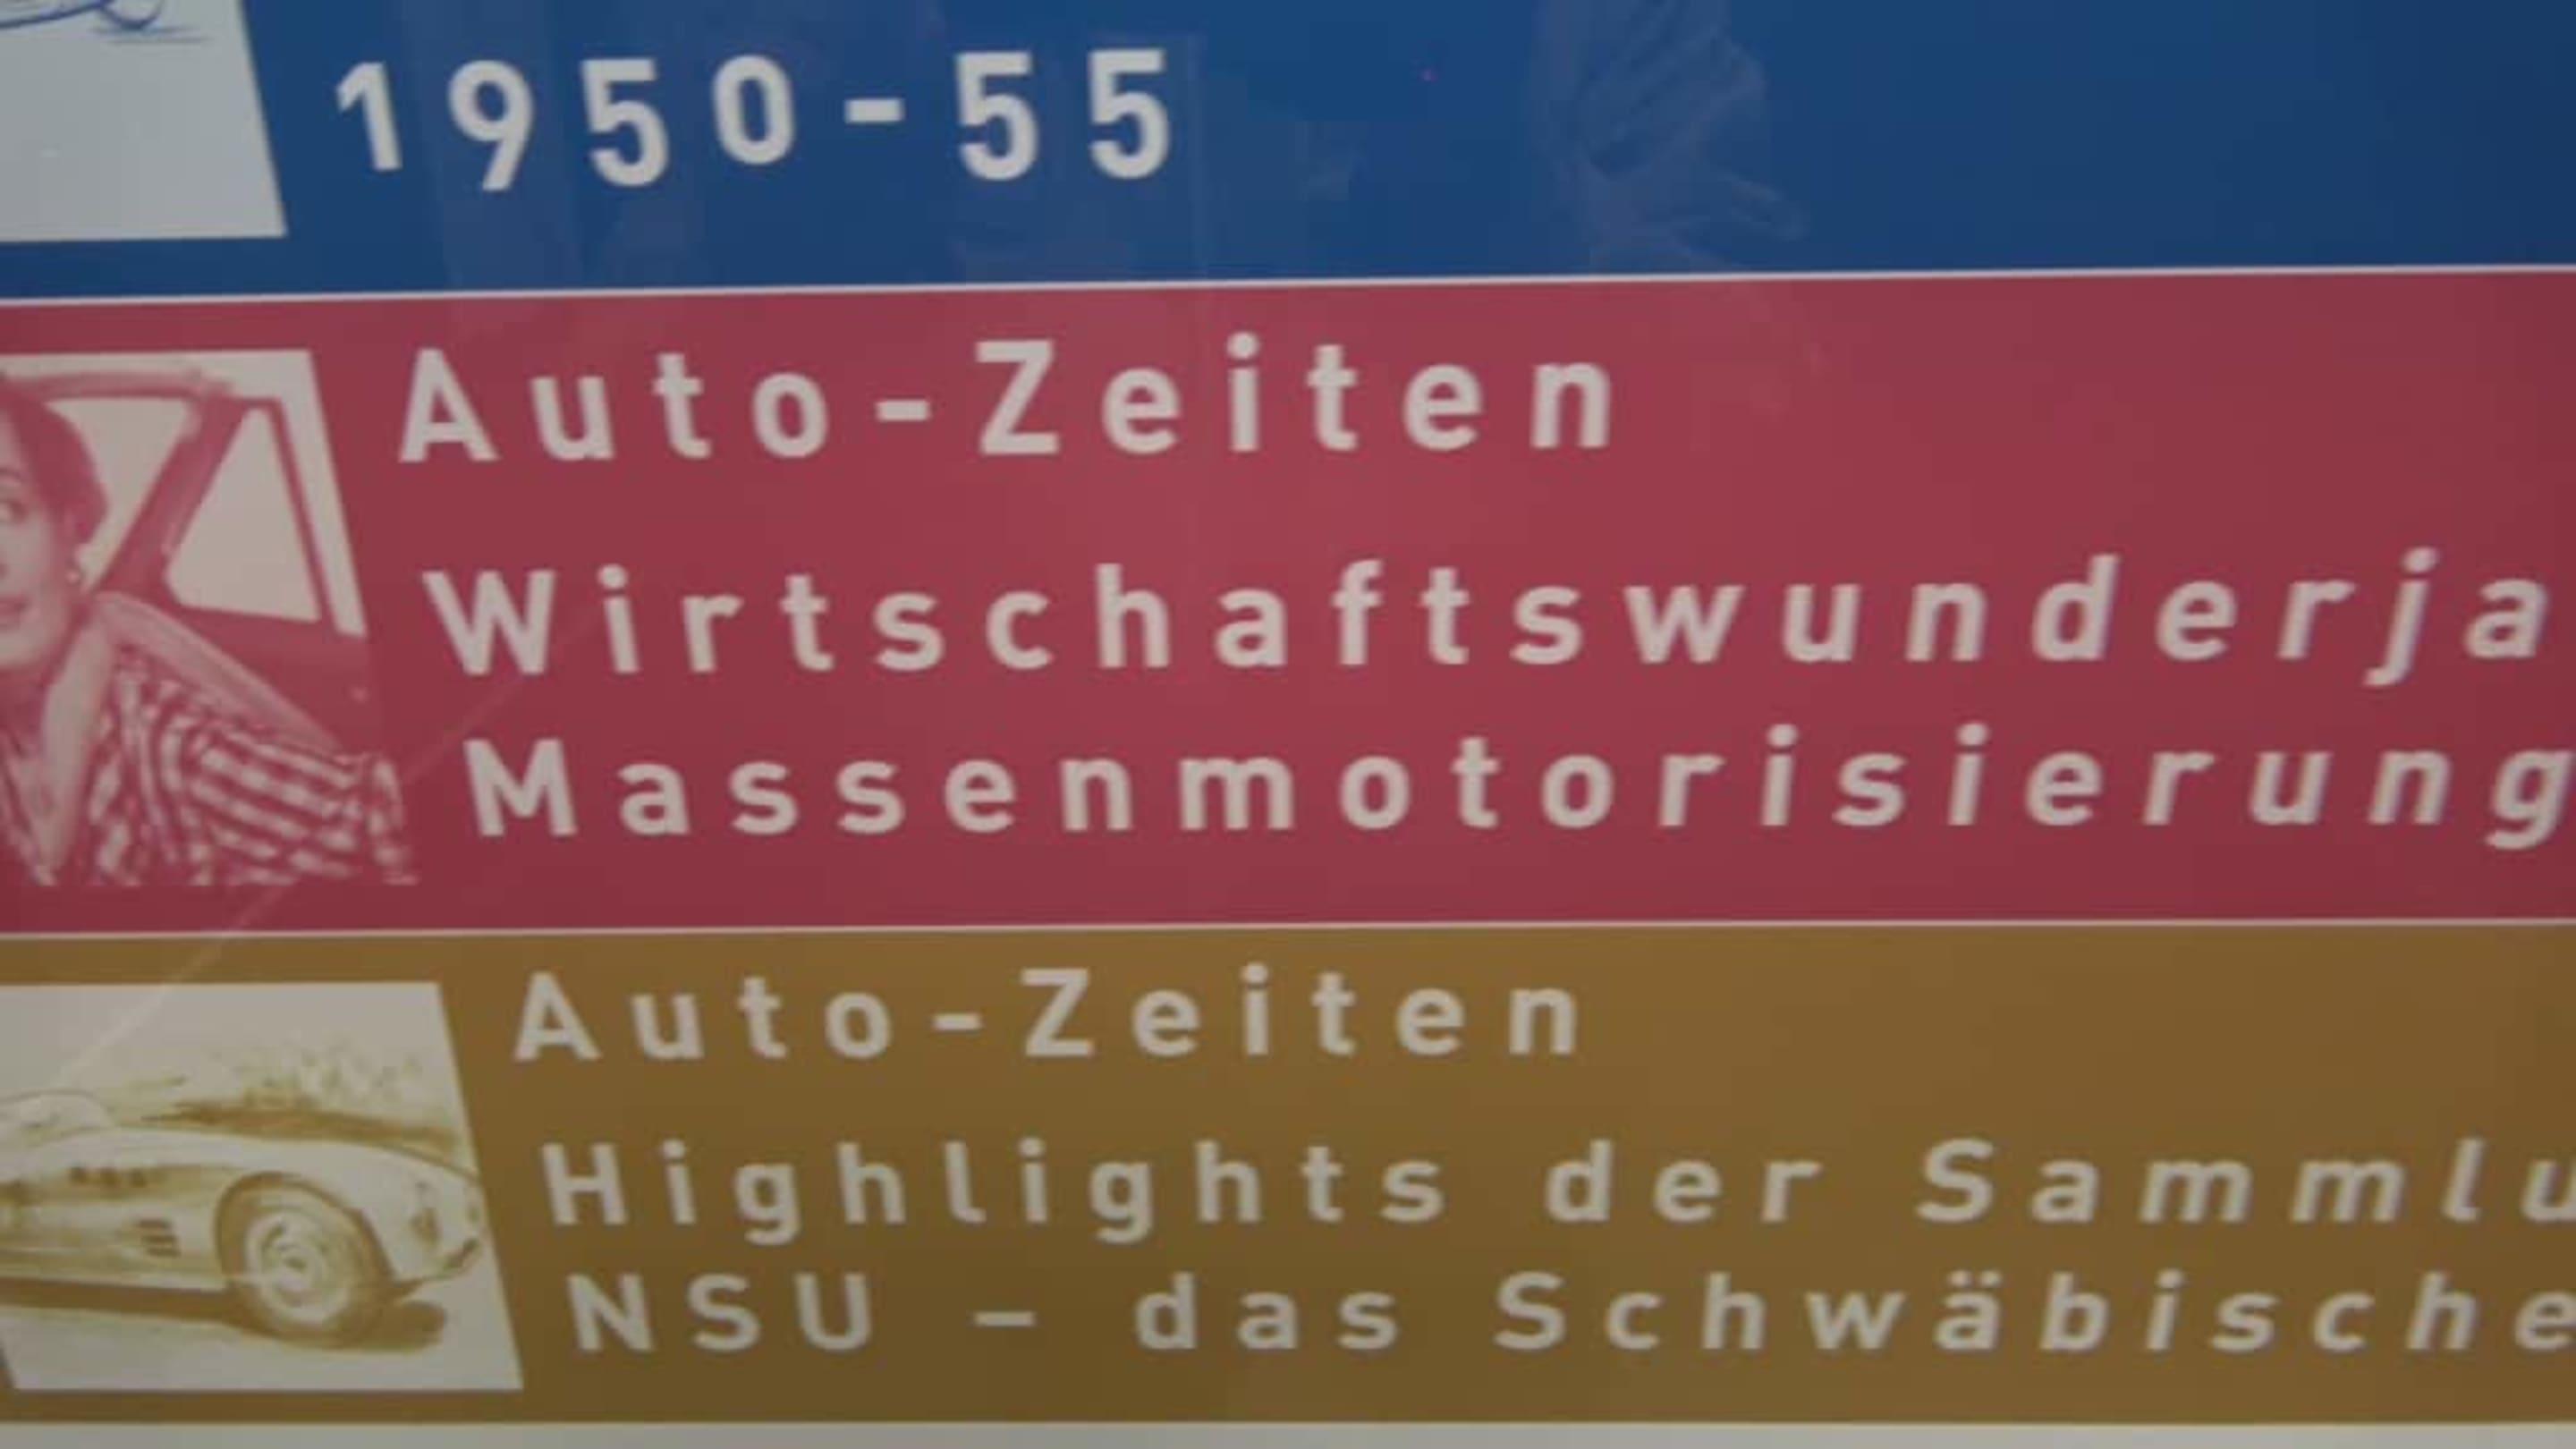 1950-55
Auto-Zeiten
Wirtschaftswunderja
Massenmotorisierung
Auto-Zeiten
Highlights der Sammlu
NSU – das Schwäbische